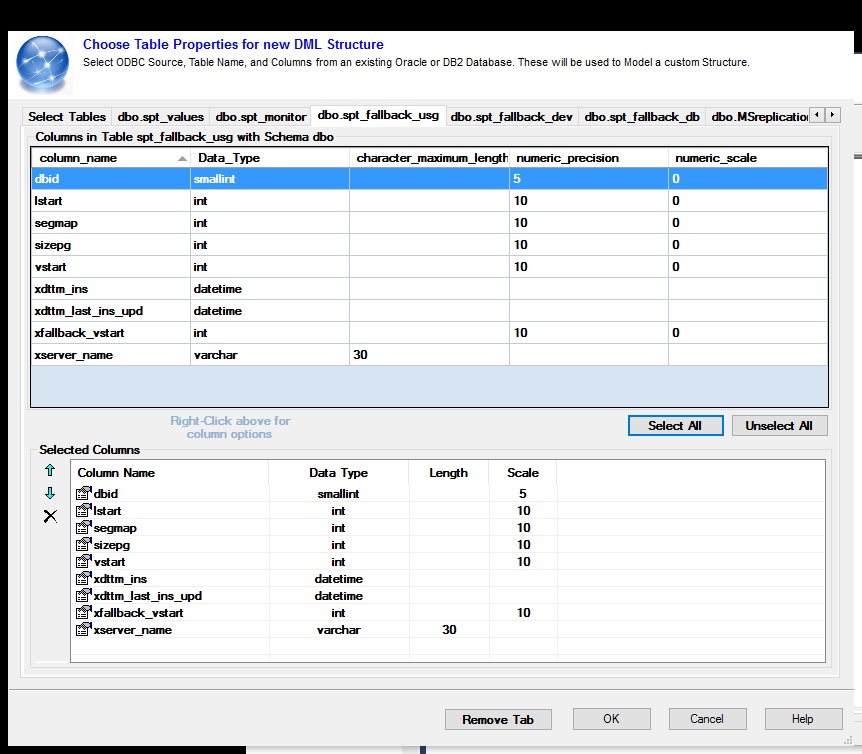 Choose Table Properties for new DML Structure
Select ODBC Source, Table Name, and Columns from an existing Oracle or DB2 Database. These will be used to Model a custom Structure.
Select Tables dbo.spt_values dbo.spt_monitor dbo.spt_fallback_usg dbo.spt_fallback_dev dbo.spt_fallback_db dbo.MSreplication
Columns in Table spt_fallback_usg with Schema dbo
column_name Data_Type character_maximum_length numeric_precision numeric_scale
dbid smallint 5 0
lstart int 10 0
segmap int 10 0
sizepg int 10 0
vstart int 10 0
xdttm_ins datetime
xdttm_last_ins_upd datetime
xfallback_vstart int 10 0
xserver_name varchar 30
Right-Click above for
column options
Select All Unselect All
Selected Columns
Column Name Data Type Length Scale
dbid smallint 5
lstart int 10
segmap int 10
sizepg int 10
vstart int 10
xdttm_ins datetime
xdttm_last_ins_upd datetime
xfallback_vstart int 10
xserver_name varchar 30
Remove Tab OK Cancel Help